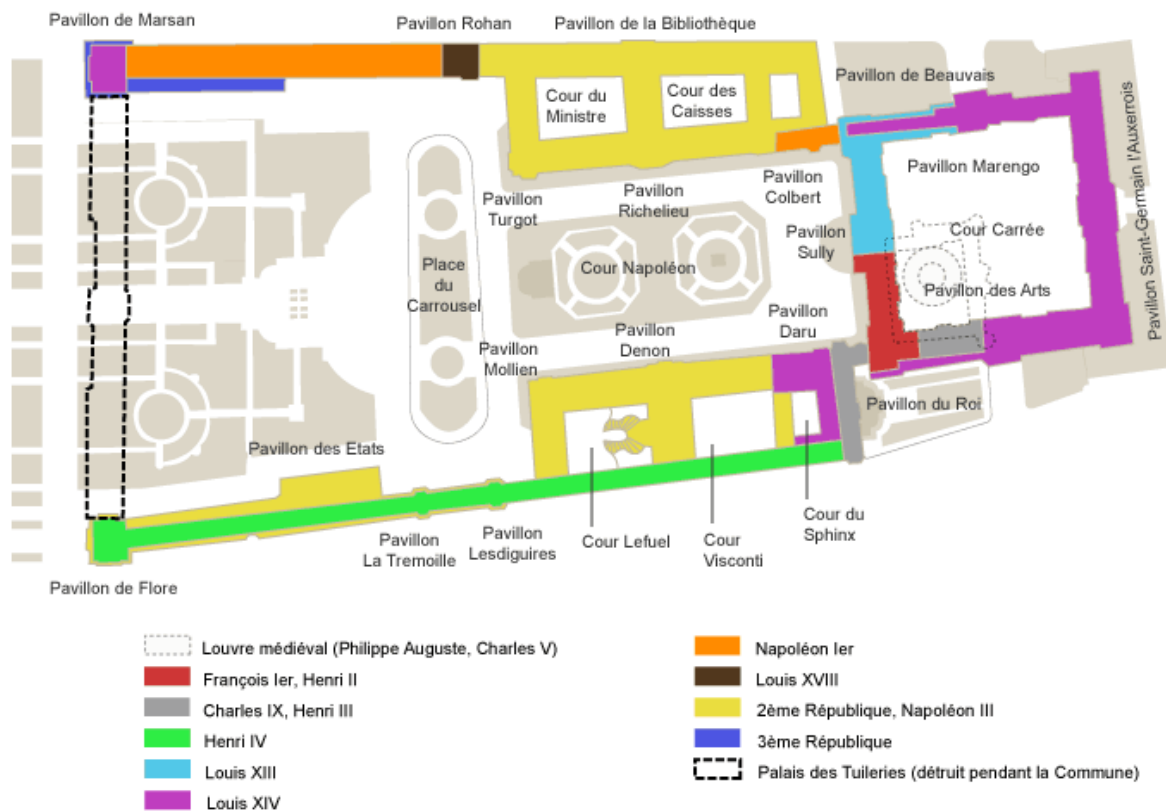 Pavillon de Marsan
Pavillon Rohan
Pavillon de la Bibliothèque
Pavillon de Beauvais
Cour du
Ministre
Cour des
Caisses
Pavillon Saint-Germain l'Auxerrois
Pavillon Marengo
Pavillon
Turgot
Pavillon
Richelieu
Pavillon
Colbert
Pavillon
Sully
Cour Carrée
Place
du
Carrousel
Cour Napoléon
Pavillon des Arts
Pavillon
Mollien
Pavillon
Denon
Pavillon
Daru
Pavillon du Roi
Pavillon des Etats
Pavillon
La Tremoille
Pavillon
Lesdiguires
Cour Lefuel
Cour
Visconti
Cour du
Sphinx
Pavillon de Flore
Louvre médiéval (Philippe Auguste, Charles V)
François Ier, Henri II
Charles IX, Henri III
Henri IV
Louis XIII
Louis XIV
Napoléon Ier
Louis XVIII
2ème République, Napoléon III
3ème République
Palais des Tuileries (détruit pendant la Commune)